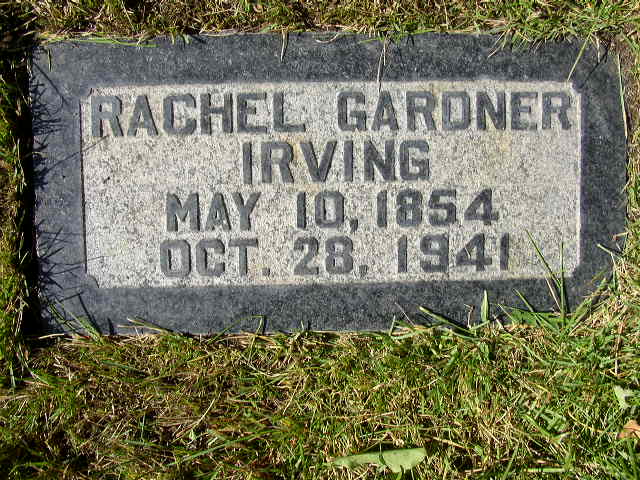 RACHEL GARDNER
IRVING
MAY 10, 1854
OCT. 28, 1941